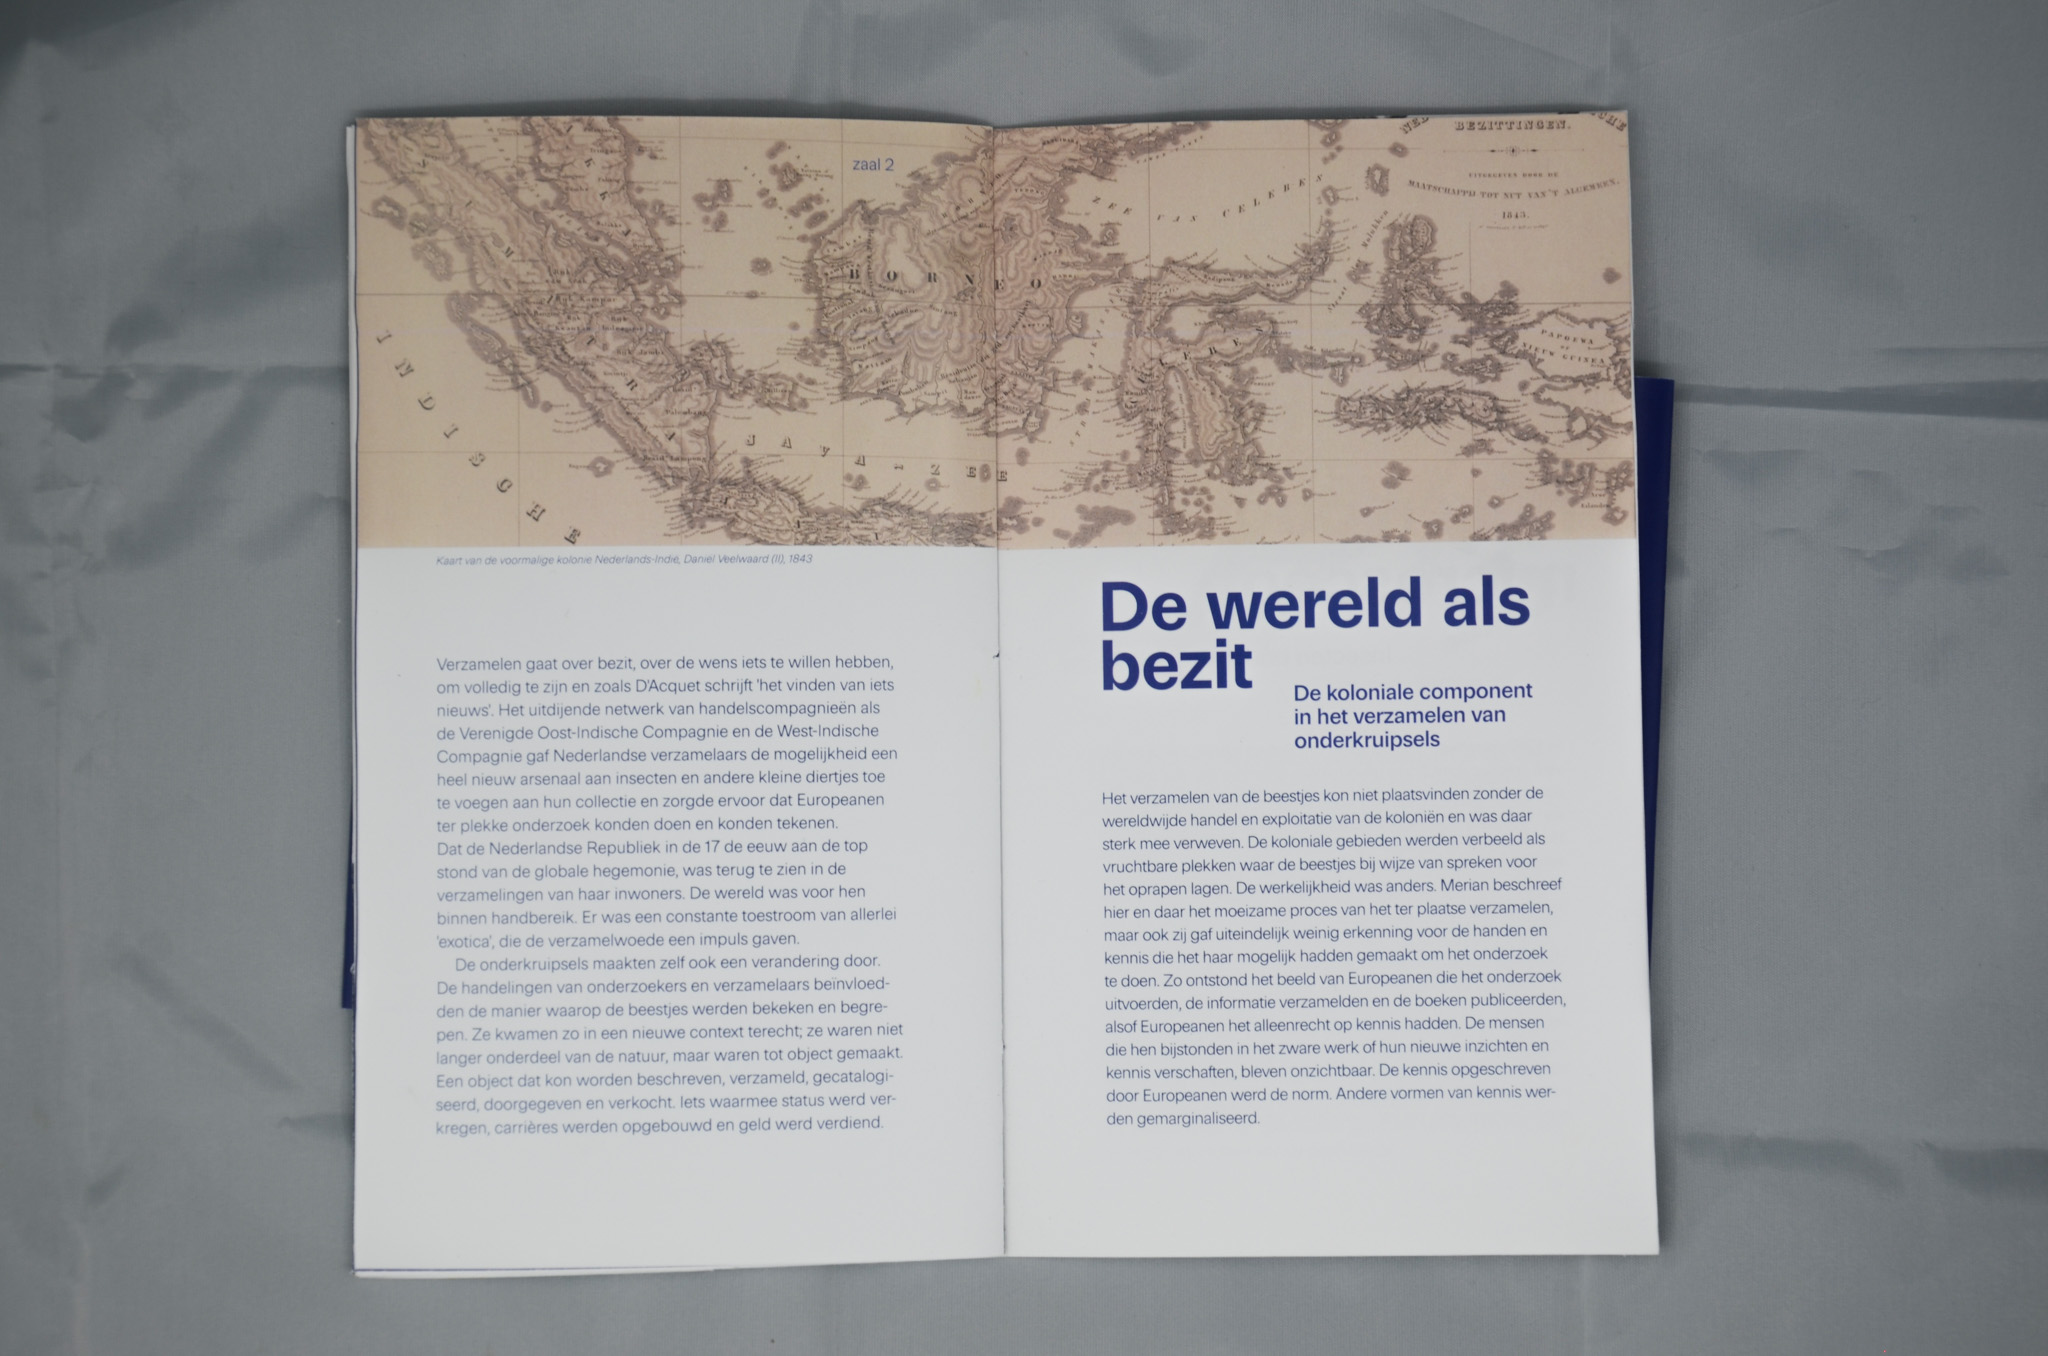 zaal 2
BORNEO
ZEE VAN CELEBES
BEZITTINGEN.
UITGEGEVEN DOOR DE
MAATSCHAPPIJ TOT NUT VAN'T ALGEMEEN,
1843.
PAPOEWA
NIEUW GUINEA
CELEBES
INDISCHE
JAVA-ZEE
Kaart van de voormalige kolonie Nederlands-Indië, Daniël Veelwaard (II), 1843
Verzamelen gaat over bezit, over de wens iets te willen hebben,
om volledig te zijn en zoals D'Acquet schrijft 'het vinden van iets
nieuws'. Het uitdijende netwerk van handelscompagnieën als
de Verenigde Oost-Indische Compagnie en de West-Indische
Compagnie gaf Nederlandse verzamelaars de mogelijkheid een
heel nieuw arsenaal aan insecten en andere kleine diertjes toe
te voegen aan hun collectie en zorgde ervoor dat Europeanen
ter plekke onderzoek konden doen en konden tekenen.
Dat de Nederlandse Republiek in de 17 de eeuw aan de top
stond van de globale hegemonie, was terug te zien in de
verzamelingen van haar inwoners. De wereld was voor hen
binnen handbereik. Er was een constante toestroom van allerlei
'exotica', die de verzamelwoede een impuls gaven.
De onderkruipsels maakten zelf ook een verandering door.
De handelingen van onderzoekers en verzamelaars beïnvloed-
den de manier waarop de beestjes werden bekeken en begre-
pen. Ze kwamen zo in een nieuwe context terecht; ze waren niet
langer onderdeel van de natuur, maar waren tot object gemaakt.
Een object dat kon worden beschreven, verzameld, gecatalogi-
seerd, doorgegeven en verkocht. Iets waarmee status werd ver-
kregen, carrières werden opgebouwd en geld werd verdiend.
De wereld als
bezit
De koloniale component
in het verzamelen van
onderkruipsels
Het verzamelen van de beestjes kon niet plaatsvinden zonder de
wereldwijde handel en exploitatie van de koloniën en was daar
sterk mee verweven. De koloniale gebieden werden verbeeld als
vruchtbare plekken waar de beestjes bij wijze van spreken voor
het oprapen lagen. De werkelijkheid was anders. Merian beschreef
hier en daar het moeizame proces van het ter plaatse verzamelen,
maar ook zij gaf uiteindelijk weinig erkenning voor de handen en
kennis die het haar mogelijk hadden gemaakt om het onderzoek
te doen. Zo ontstond het beeld van Europeanen die het onderzoek
uitvoerden, de informatie verzamelden en de boeken publiceerden,
alsof Europeanen het alleenrecht op kennis hadden. De mensen
die hen bijstonden in het zware werk of hun nieuwe inzichten en
kennis verschaften, bleven onzichtbaar. De kennis opgeschreven
door Europeanen werd de norm. Andere vormen van kennis wer-
den gemarginaliseerd.